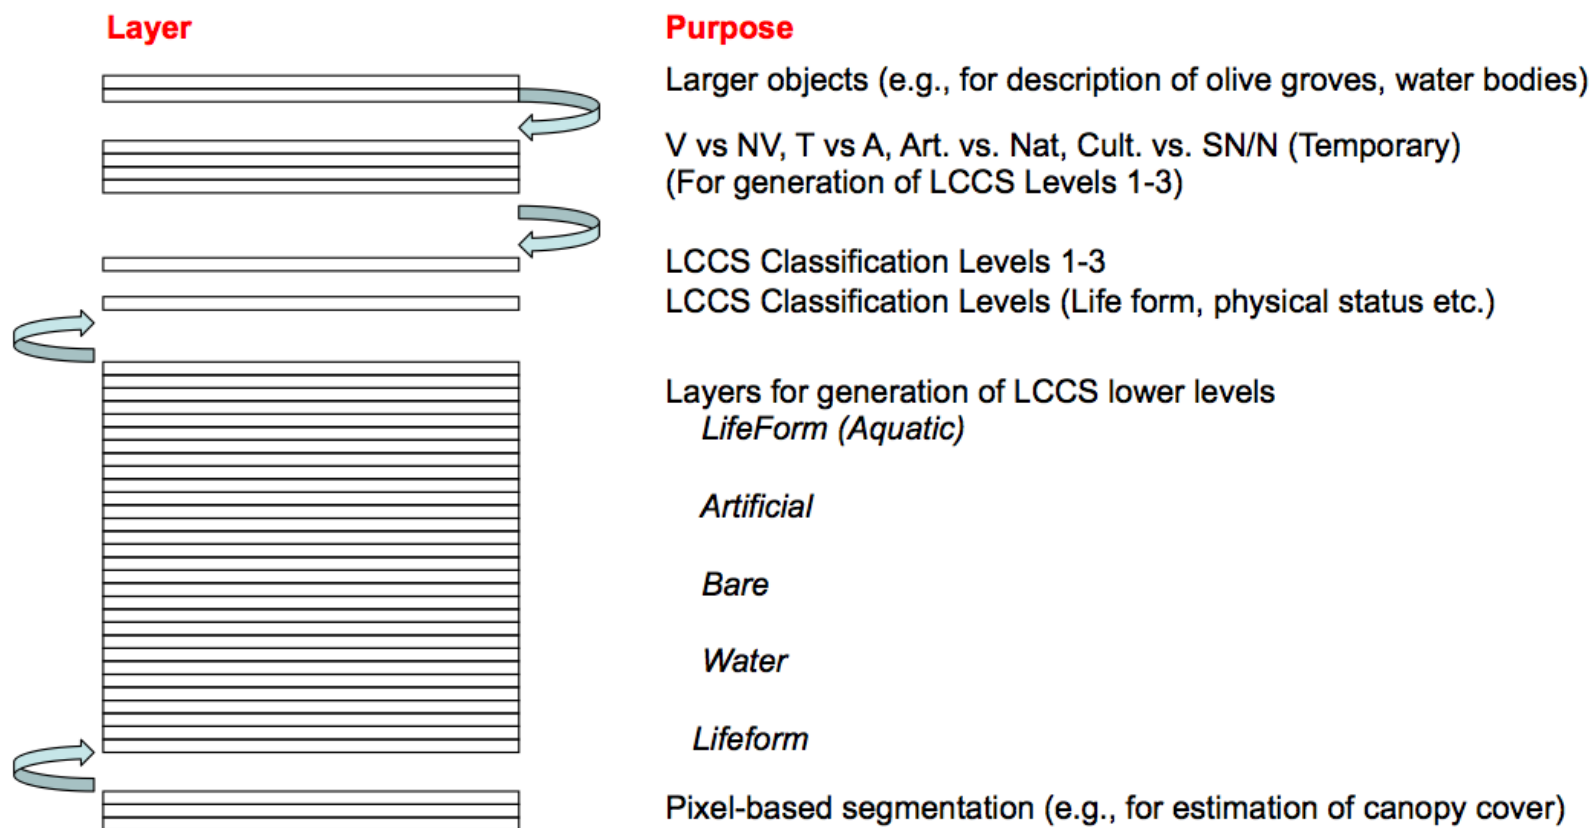 Layer
Purpose
Larger objects (e.g., for description of olive groves, water bodies)
V vs NV, T vs A, Art. vs. Nat, Cult. vs. SN/N (Temporary)
(For generation of LCCS Levels 1-3)
LCCS Classification Levels 1-3
LCCS Classification Levels (Life form, physical status etc.)
Layers for generation of LCCS lower levels
LifeForm (Aquatic)
Artificial
Bare
Water
Lifeform
Pixel-based segmentation (e.g., for estimation of canopy cover)